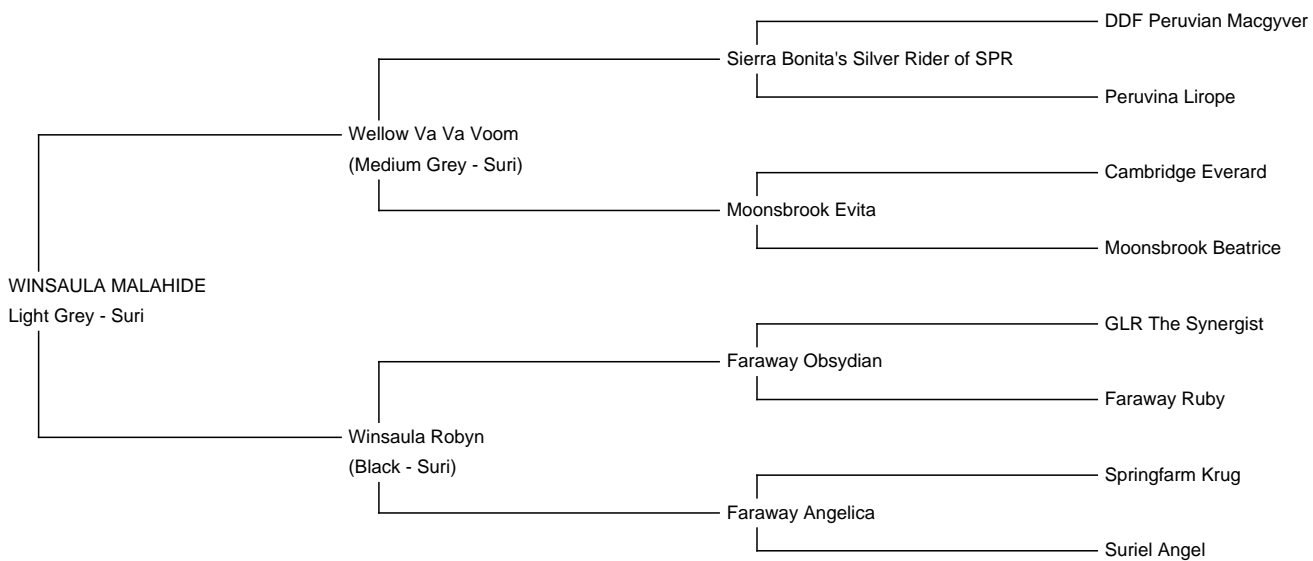 DDF Peruvian Macgyver
Sierra Bonita's Silver Rider of SPR
Peruvina Lirope
Wellow Va Va Voom
(Medium Grey - Suri)
Cambridge Everard
Moonsbrook Evita
Moonsbrook Beatrice
WINSAULA MALAHIDE
Light Grey - Suri
GLR The Synergist
Faraway Obsydian
Faraway Ruby
Winsaula Robyn
(Black - Suri)
Springfarm Krug
Faraway Angelica
Suriel Angel